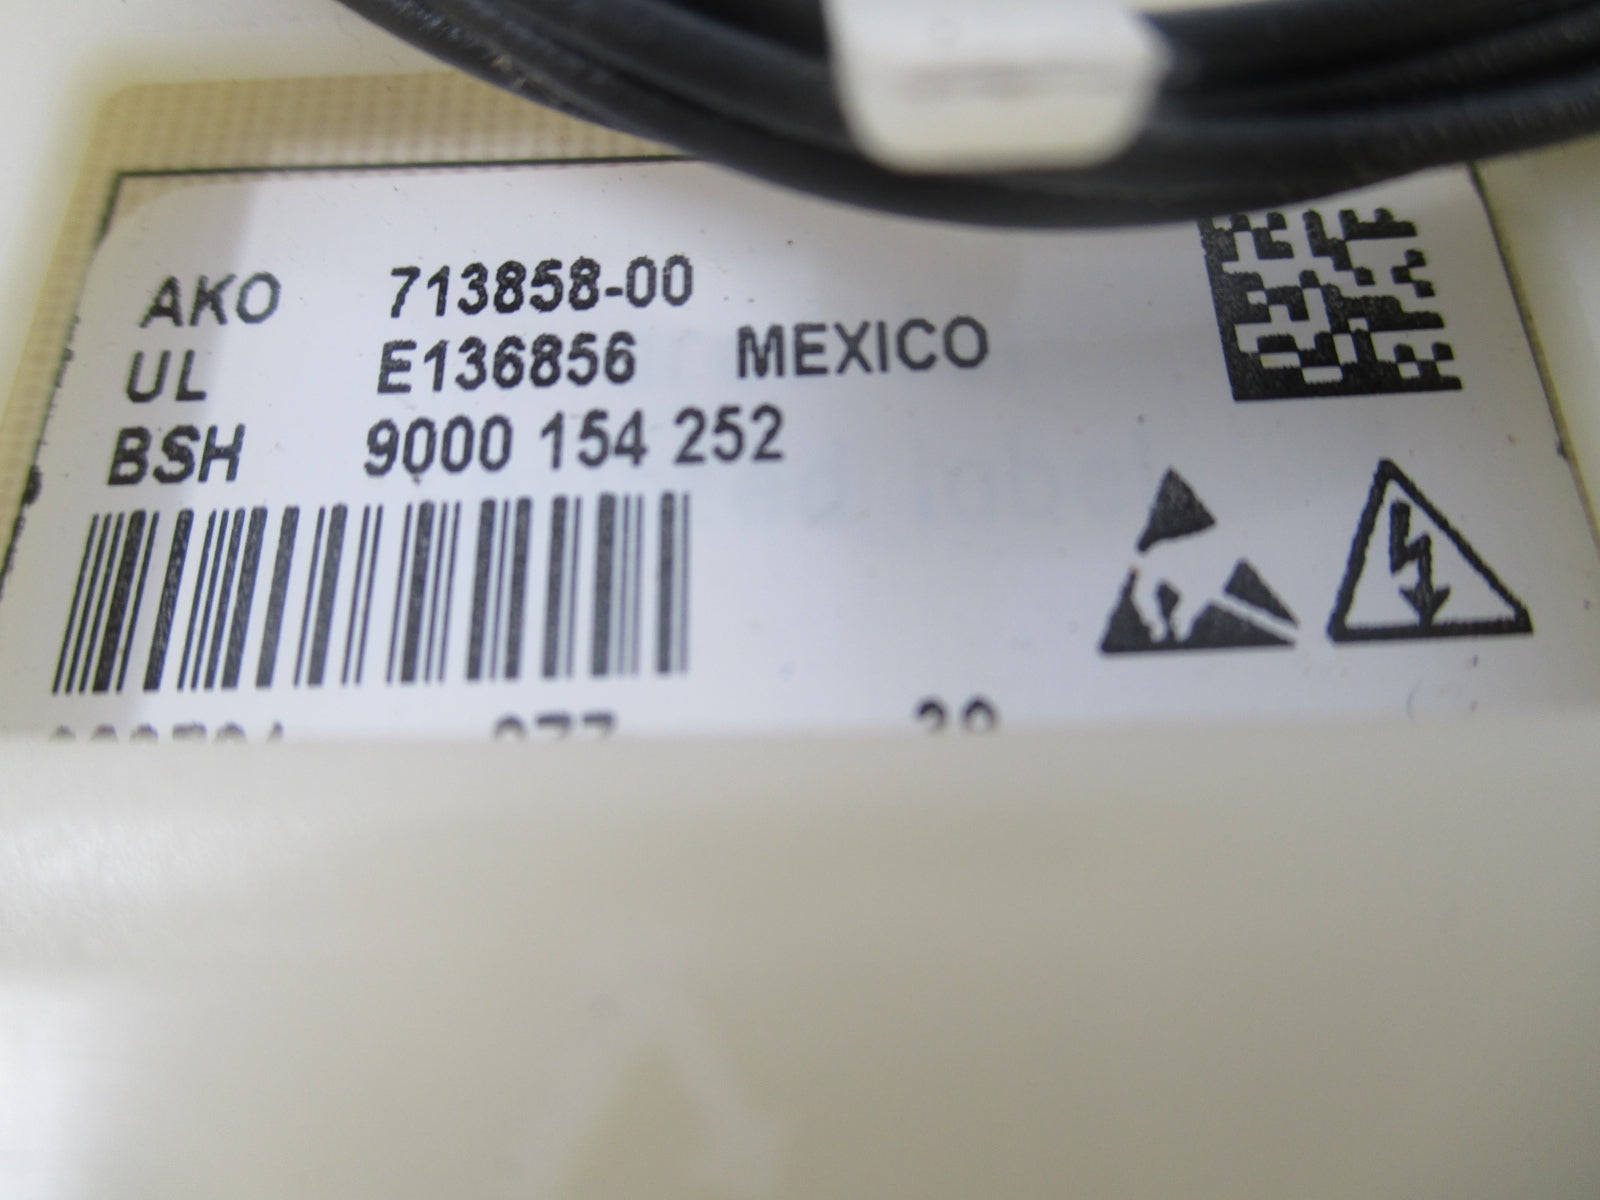 AKO 713858-00
UL E136856 MEXICO
BSH 9000 154 252